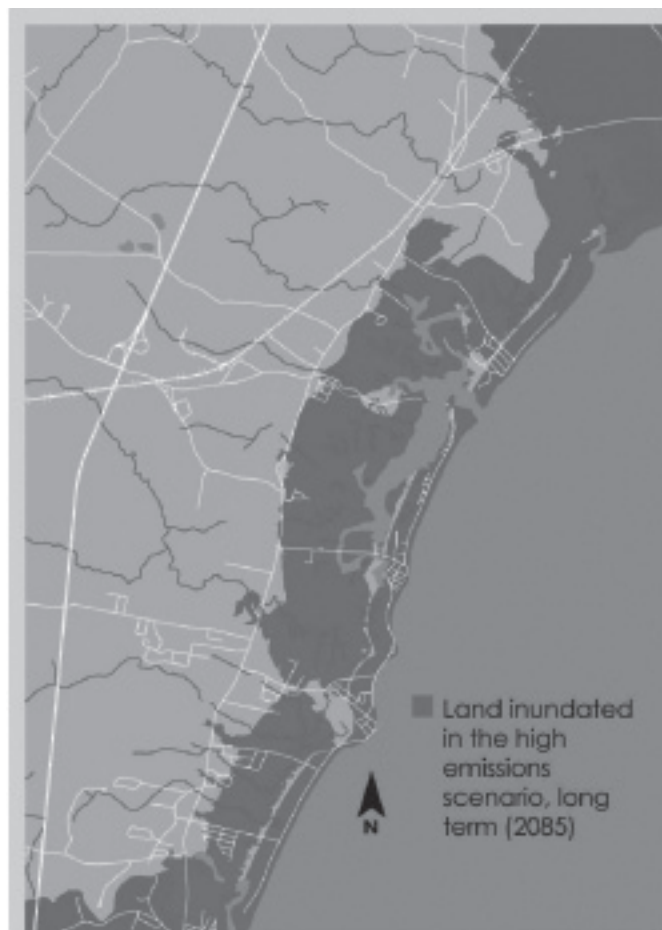 Land inundated
in the high
emissions
scenario, long
term (2085)
N